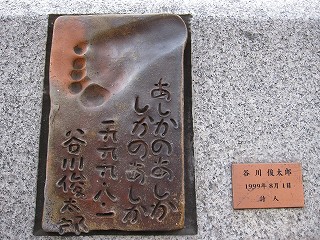 あしかのあしか
しかのあしか
一九九九・八・一
谷川俊太郎
谷川 俊太郎
1999年8月1日
詩人